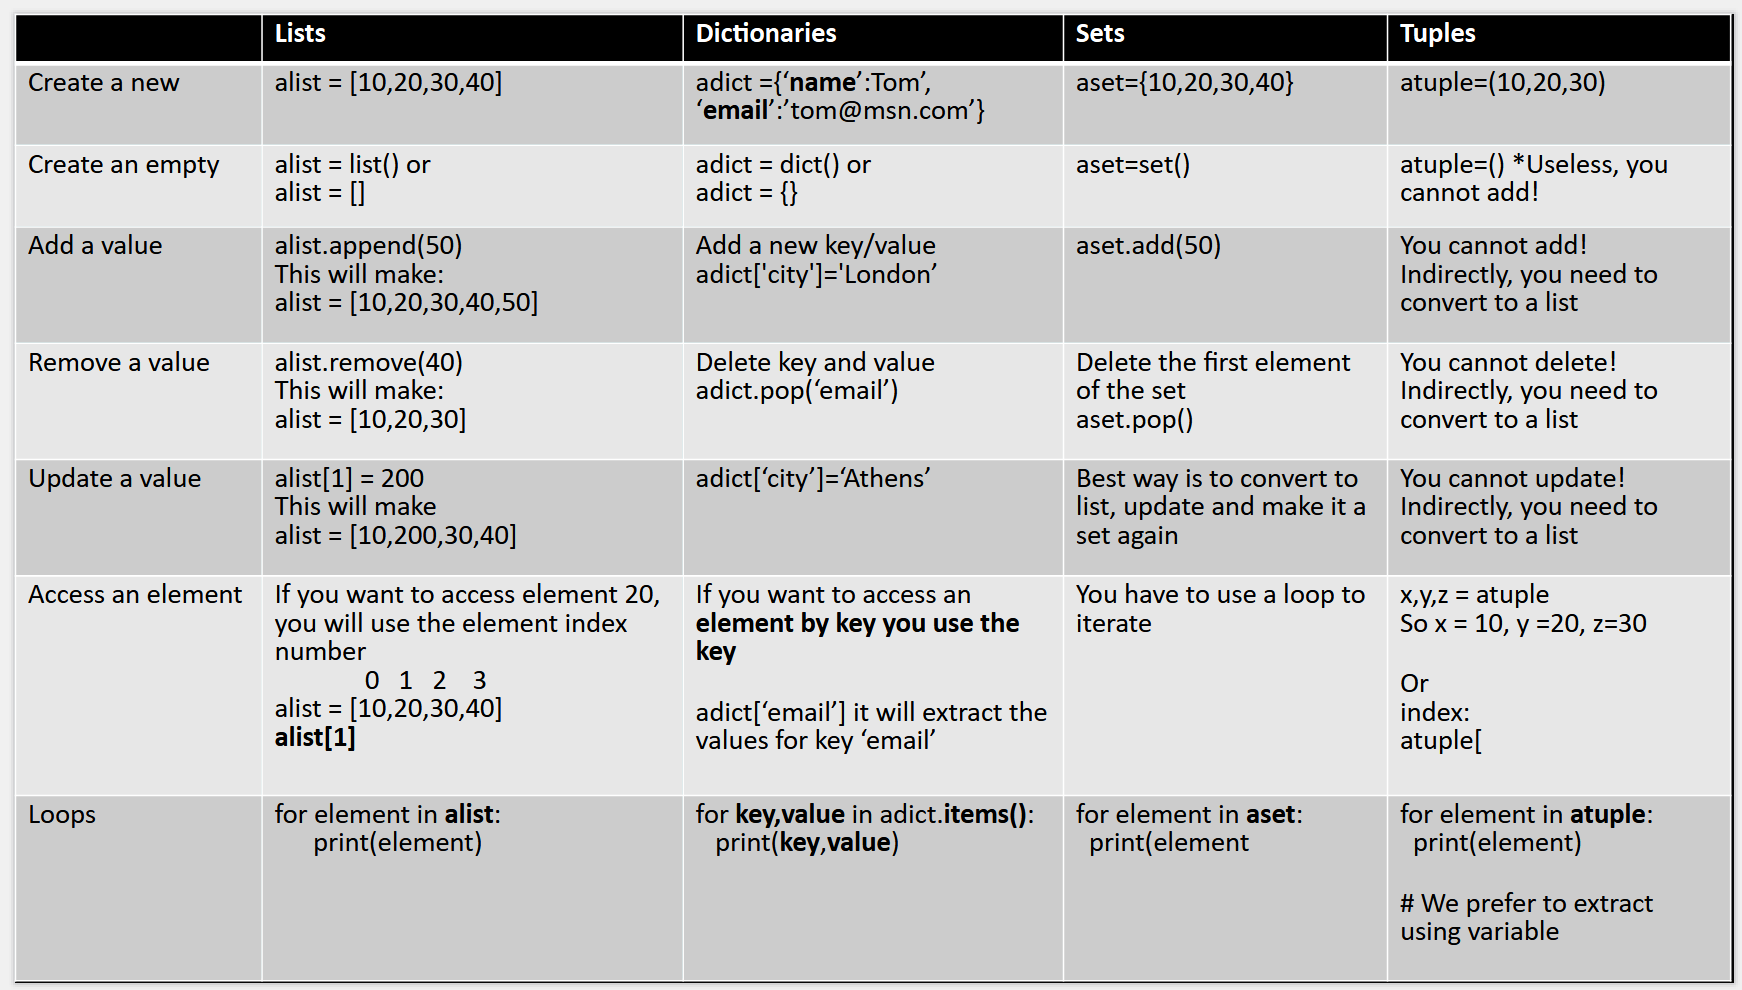 Lists
Dictionaries
Sets
Tuples
Create a new
alist = [10,20,30,40]
adict ={‘name’:Tom’,
‘email’:’tom@msn.com’}
aset={10,20,30,40}
atuple=(10,20,30)
Create an empty
alist = list() or
alist = []
adict = dict() or
adict = {}
aset=set()
atuple=() *Useless, you
cannot add!
Add a value
alist.append(50)
This will make:
alist = [10,20,30,40,50]
Add a new key/value
adict['city']='London’
aset.add(50)
You cannot add!
Indirectly, you need to
convert to a list
Remove a value
alist.remove(40)
This will make:
alist = [10,20,30]
Delete key and value
adict.pop(‘email’)
Delete the first element
of the set
aset.pop()
You cannot delete!
Indirectly, you need to
convert to a list
Update a value
alist[1] = 200
This will make
alist = [10,200,30,40]
adict[‘city’]=‘Athens’
Best way is to convert to
list, update and make it a
set again
You cannot update!
Indirectly, you need to
convert to a list
Access an element
If you want to access element 20,
you will use the element index
number
0 1 2 3
alist = [10,20,30,40]
alist[1]
If you want to access an
element by key you use the
key
adict[‘email’] it will extract the
values for key ‘email’
You have to use a loop to
iterate
x,y,z = atuple
So x = 10, y =20, z=30
Or
index:
atuple[
Loops
for element in alist:
print(element)
for key,value in adict.items():
print(key,value)
for element in aset:
print(element
for element in atuple:
print(element)
# We prefer to extract
using variable